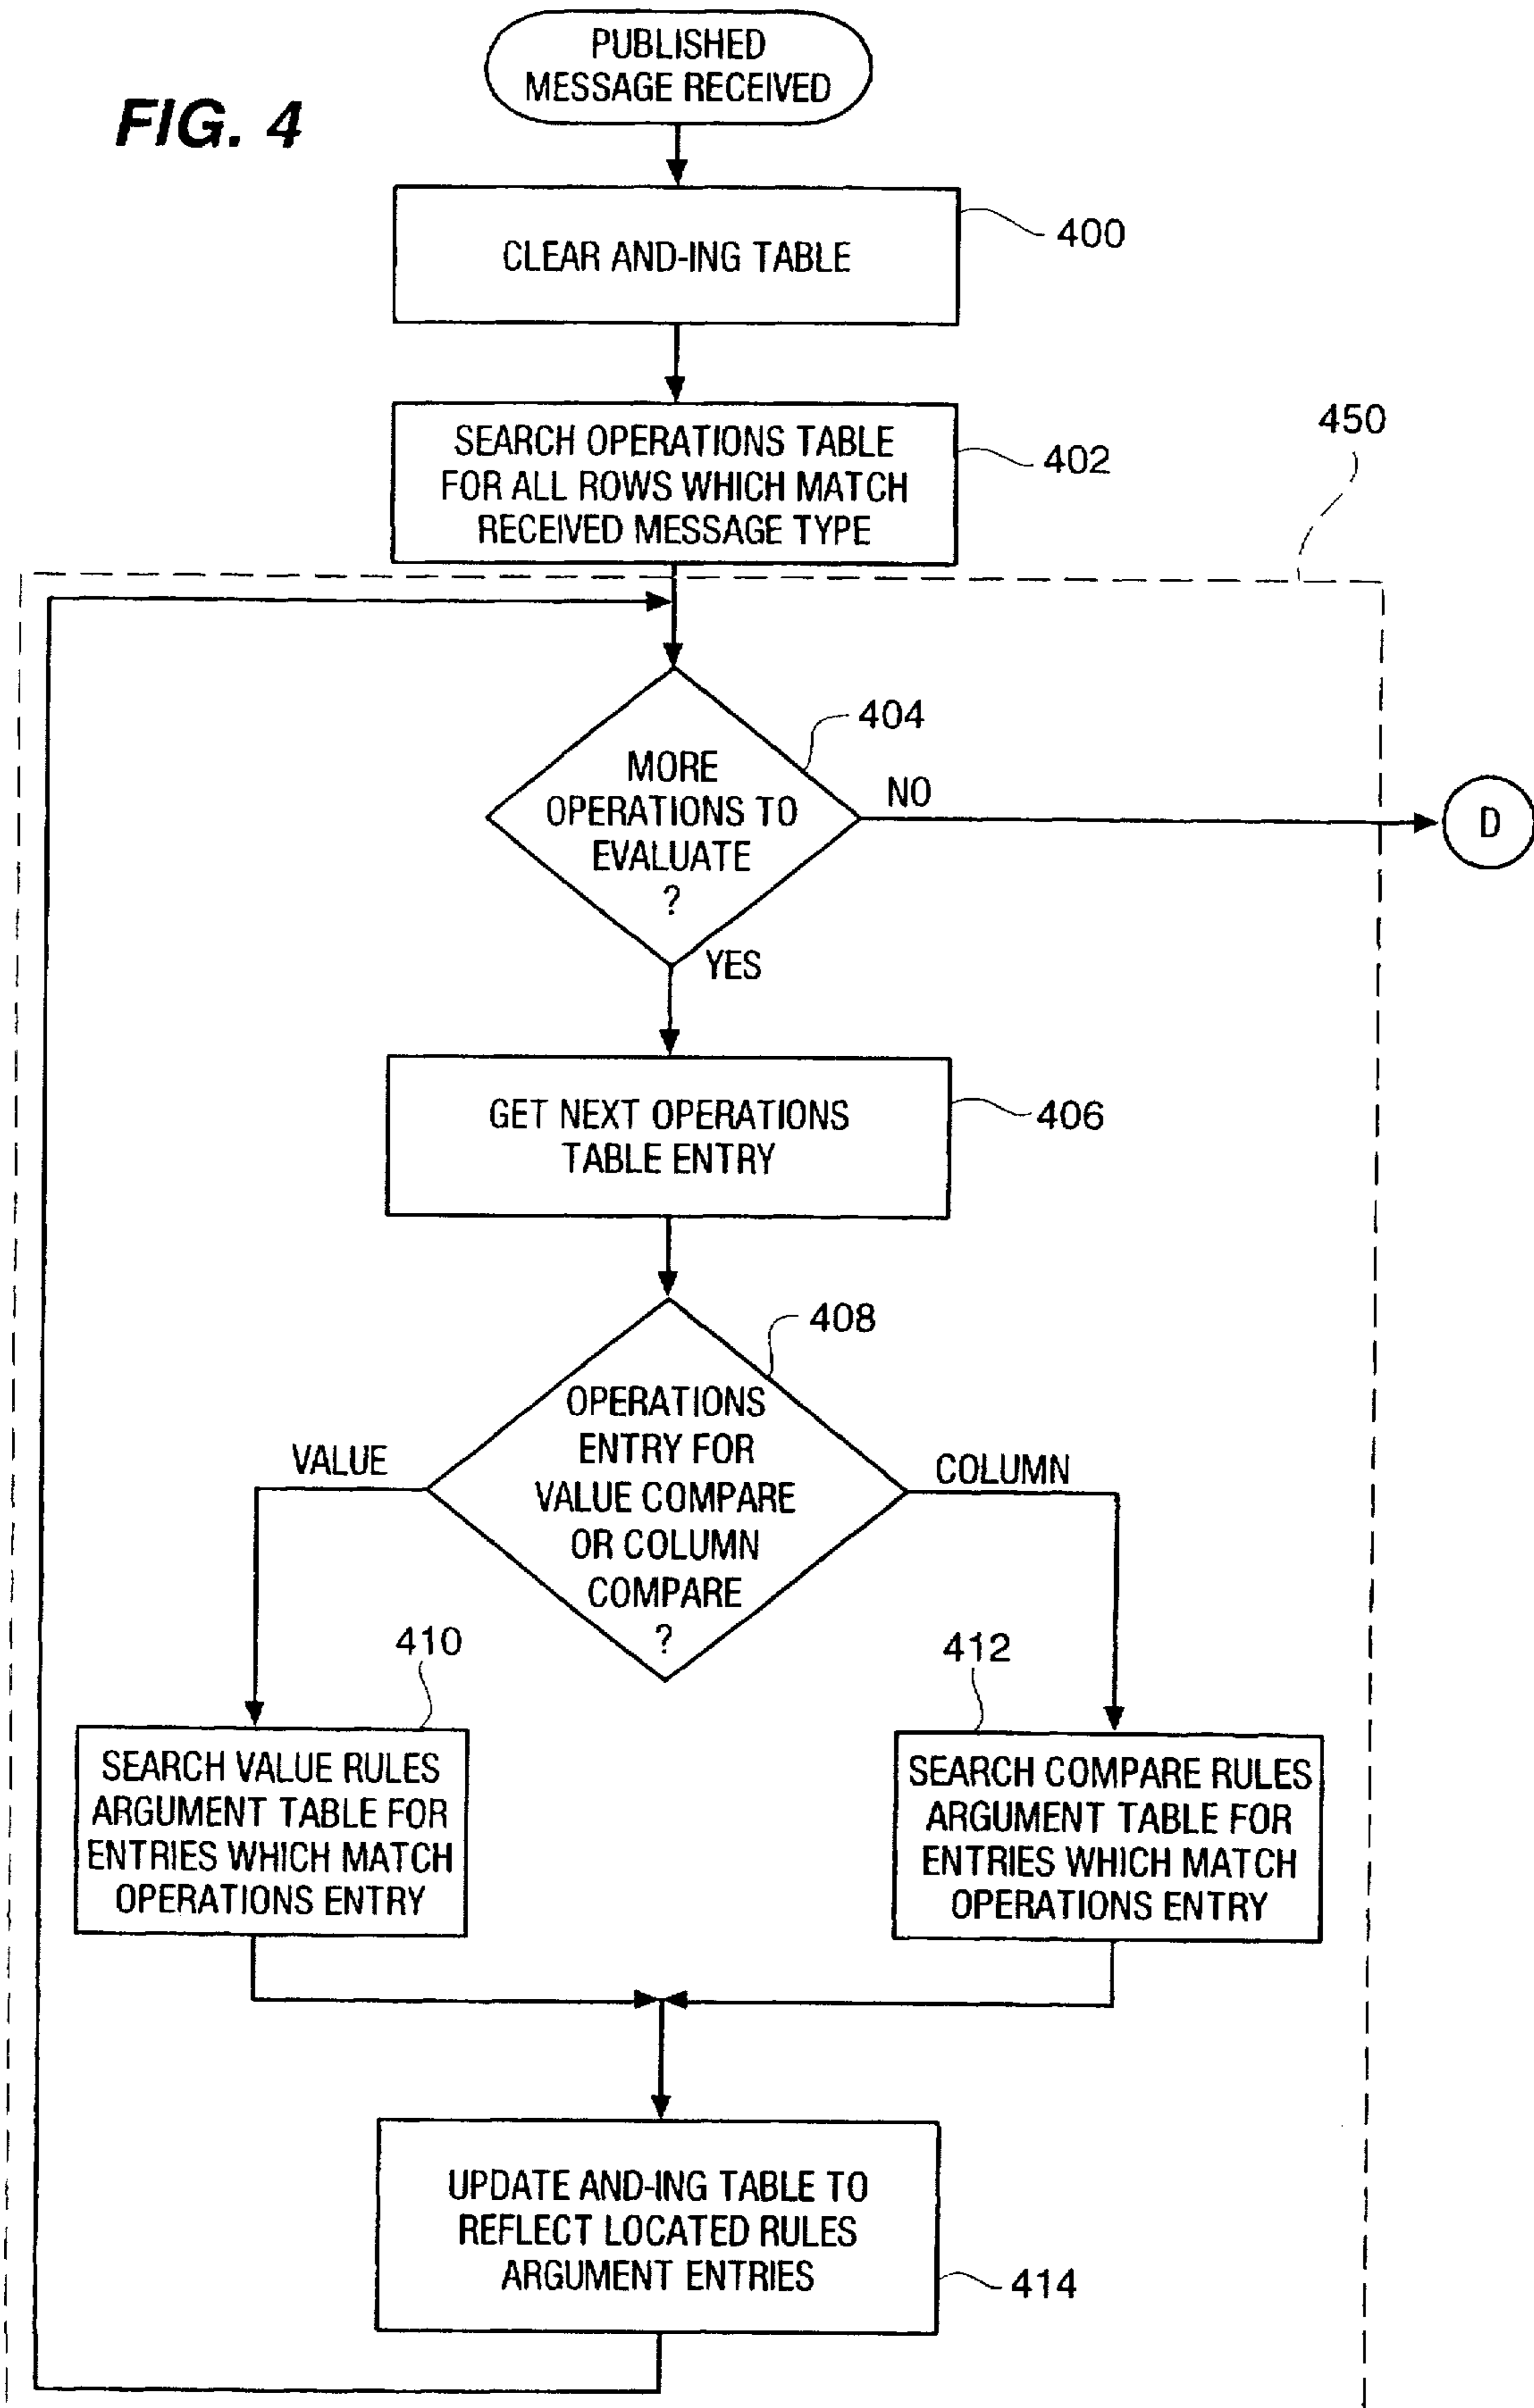 PUBLISHED
MESSAGE RECEIVED
FIG. 4
CLEAR AND-ING TABLE
400
SEARCH OPERATIONS TABLE
FOR ALL ROWS WHICH MATCH
RECEIVED MESSAGE TYPE
402
450
404
MORE
OPERATIONS TO
EVALUATE
?
NO
D
YES
GET NEXT OPERATIONS
TABLE ENTRY
406
408
OPERATIONS
ENTRY FOR
VALUE COMPARE
OR COLUMN
COMPARE
?
VALUE
COLUMN
410
412
SEARCH VALUE RULES
ARGUMENT TABLE FOR
ENTRIES WHICH MATCH
OPERATIONS ENTRY
SEARCH COMPARE RULES
ARGUMENT TABLE FOR
ENTRIES WHICH MATCH
OPERATIONS ENTRY
UPDATE AND-ING TABLE TO
REFLECT LOCATED RULES
ARGUMENT ENTRIES
414